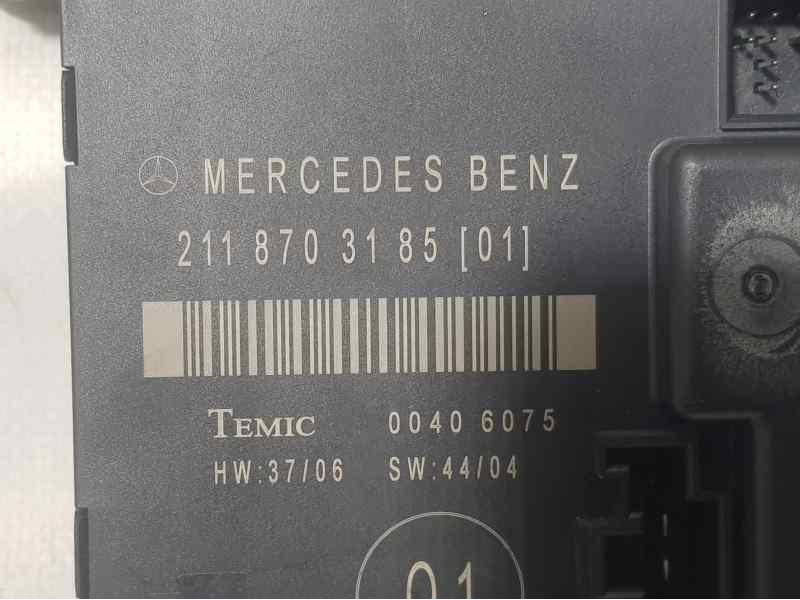 MERCEDES BENZ
211 870 31 85 [01]
TEMIC 0040 6075
HW:37/06 SW:44/04
01